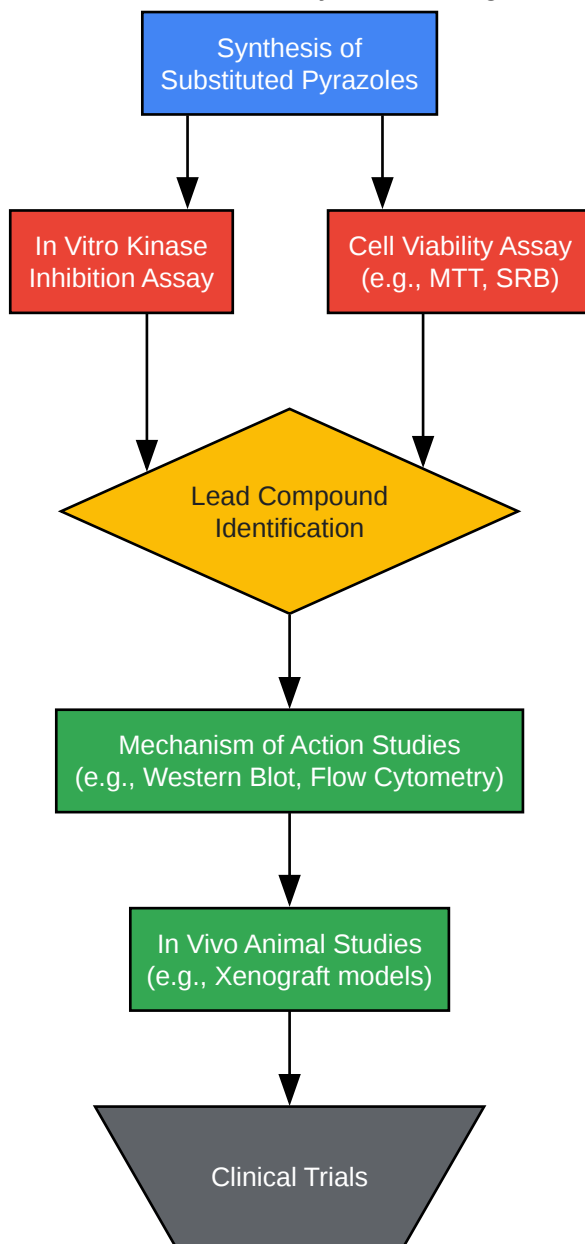 Synthesis of
Substituted Pyrazoles
In Vitro Kinase
Inhibition Assay
Cell Viability Assay
(e.g., MTT, SRB)
Lead Compound
Identification
Mechanism of Action Studies
(e.g., Western Blot, Flow Cytometry)
In Vivo Animal Studies
(e.g., Xenograft models)
Clinical Trials